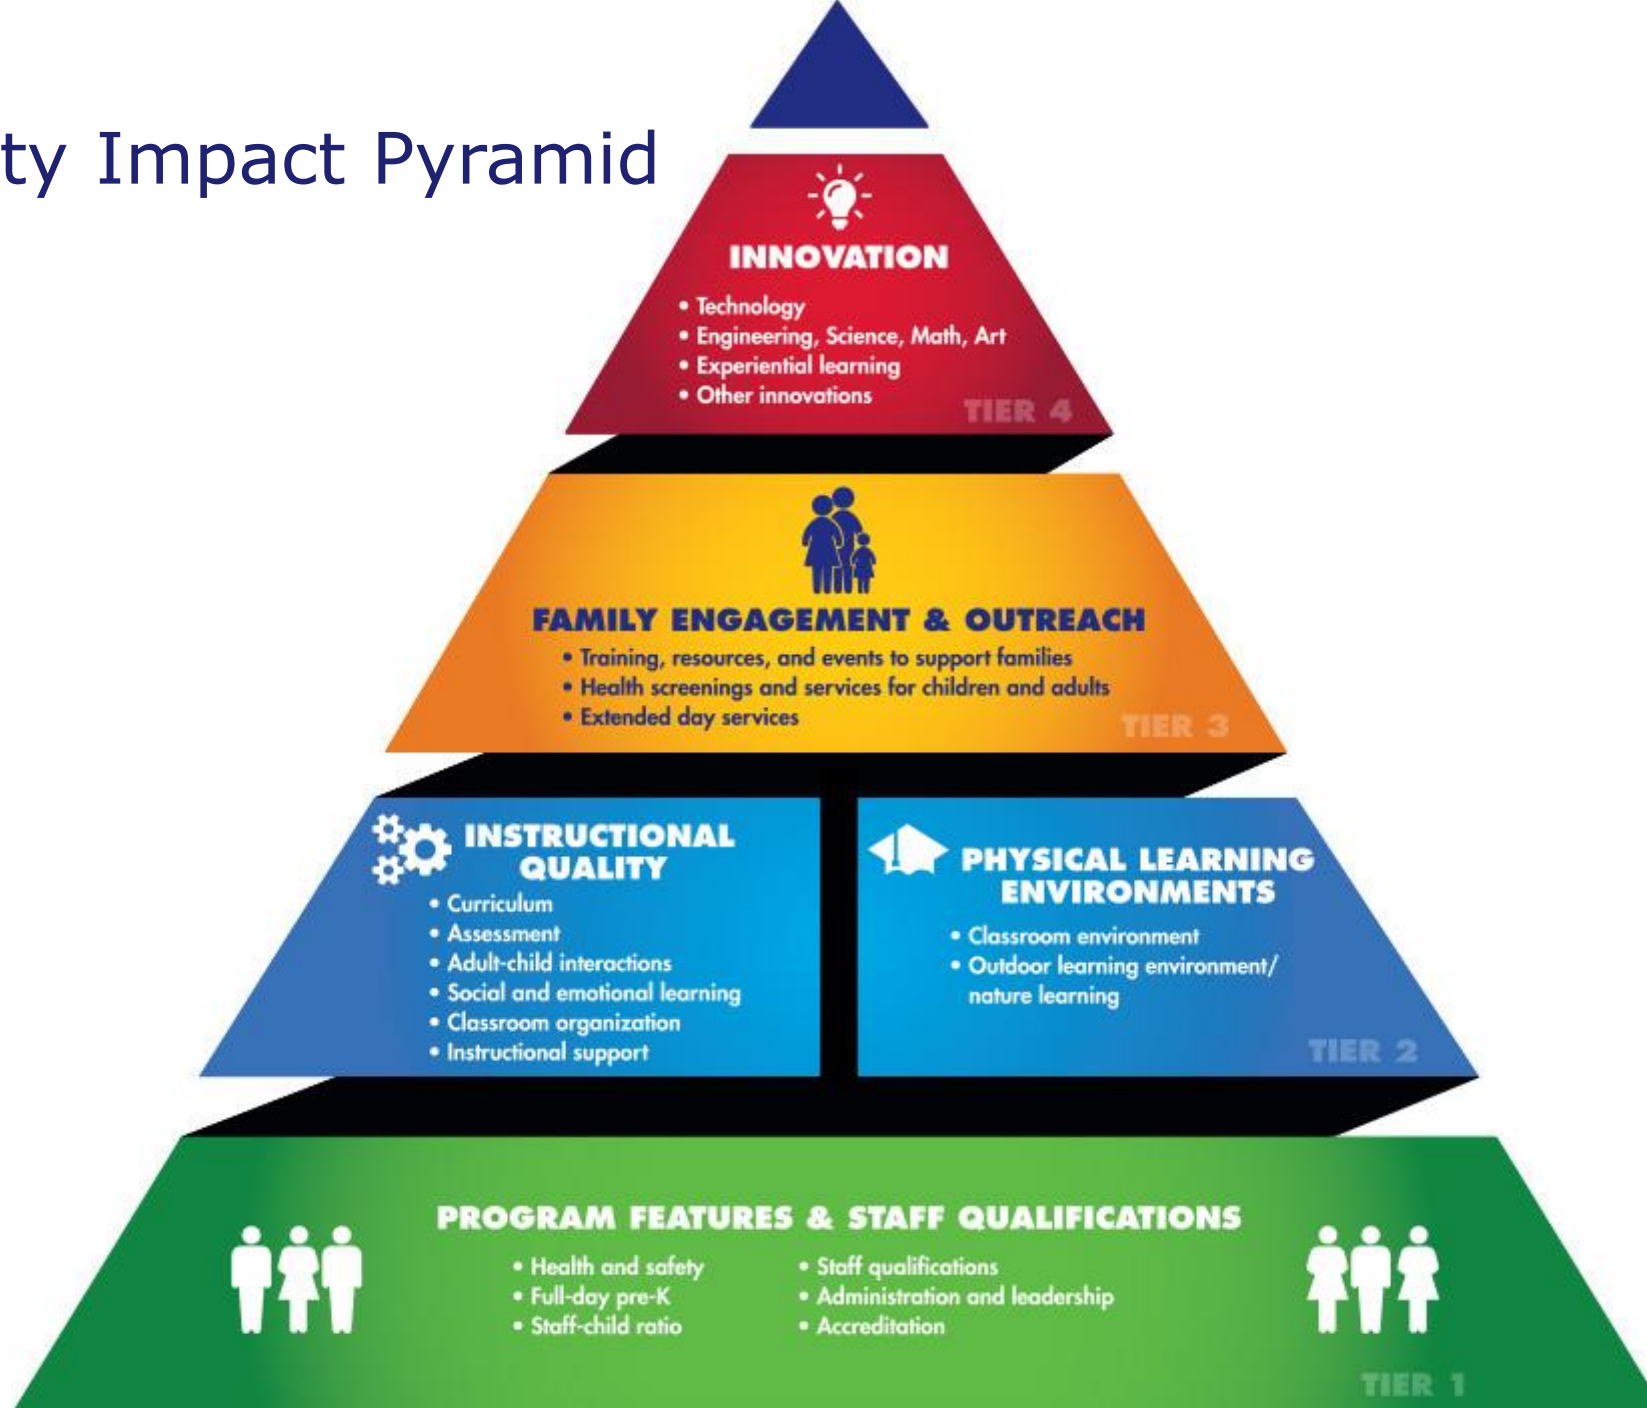 ty Impact Pyramid
INNOVATION
• Technology
• Engineering, Science, Math, Art
• Experiential learning
• Other innovations
TIER 4
FAMILY ENGAGEMENT & OUTREACH
• Training, resources, and events to support families
• Health screenings and services for children and adults
• Extended day services
TIER 3
INSTRUCTIONAL
QUALITY
• Curriculum
• Assessment
• Adult-child interactions
• Social and emotional learning
• Classroom organization
• Instructional support
PHYSICAL LEARNING
ENVIRONMENTS
• Classroom environment
• Outdoor learning environment/
nature learning
TIER 2
PROGRAM FEATURES & STAFF QUALIFICATIONS
• Health and safety
• Full-day pre-K
• Staff-child ratio
• Staff qualifications
• Administration and leadership
• Accreditation
TIER 1